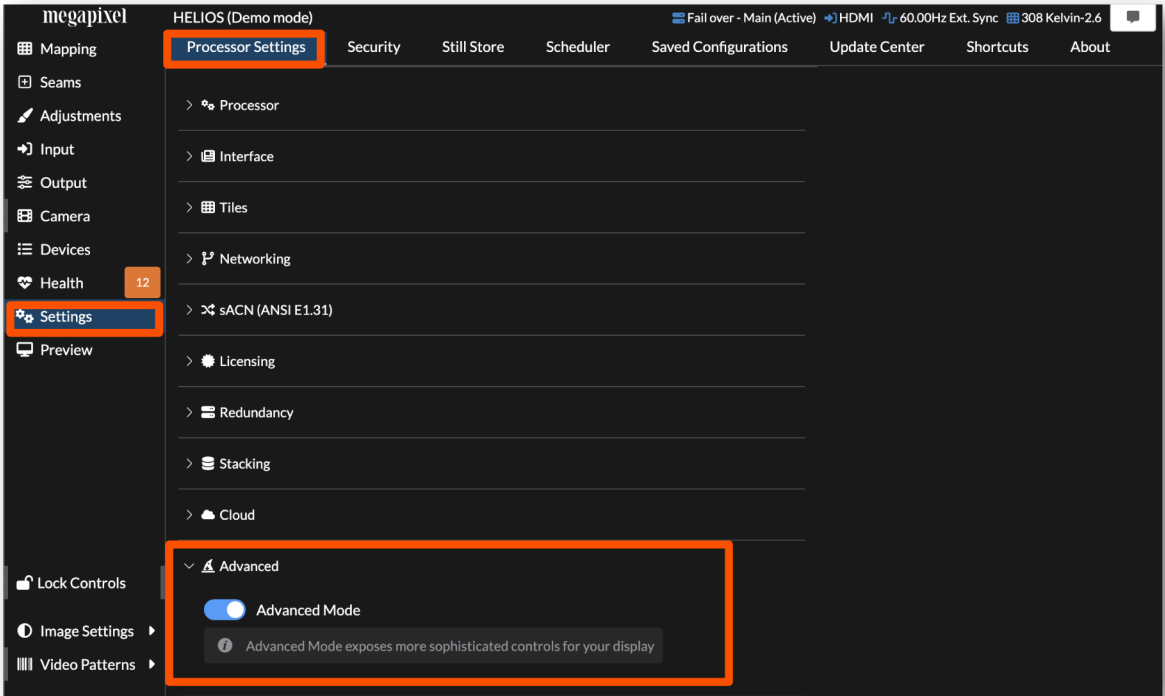 megapixel
HELIOS (Demo mode)
Fail over - Main (Active) HDMI 60.00Hz Ext. Sync 308 Kelvin-2.6
Processor Settings Security Still Store Scheduler Saved Configurations Update Center Shortcuts About
Mapping
Seams
Adjustments
Input
Output
Camera
Devices
Health 12
Settings
Preview
Lock Controls
Image Settings
Video Patterns
Processor
Interface
Tiles
Networking
sACN (ANSI E1.31)
Licensing
Redundancy
Stacking
Cloud
Advanced
Advanced Mode
Advanced Mode exposes more sophisticated controls for your display